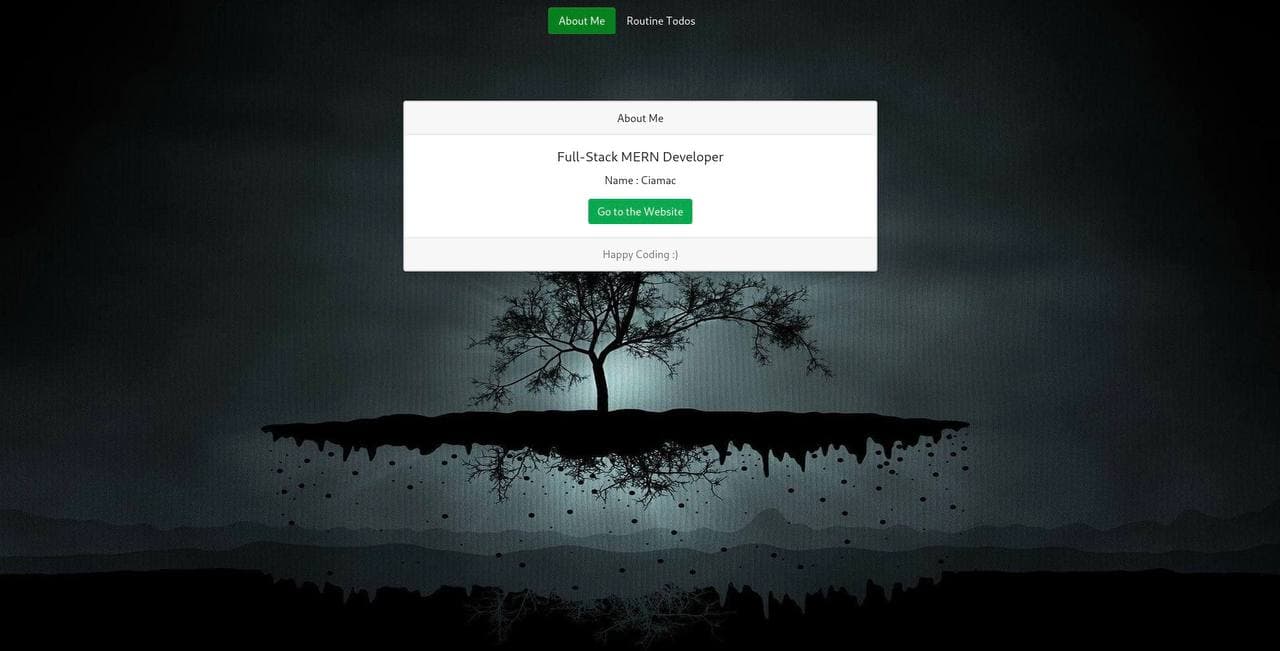 About Me Routine Todos
About Me
Full-Stack MERN Developer
Name : Ciamac
Go to the Website
Happy Coding :)